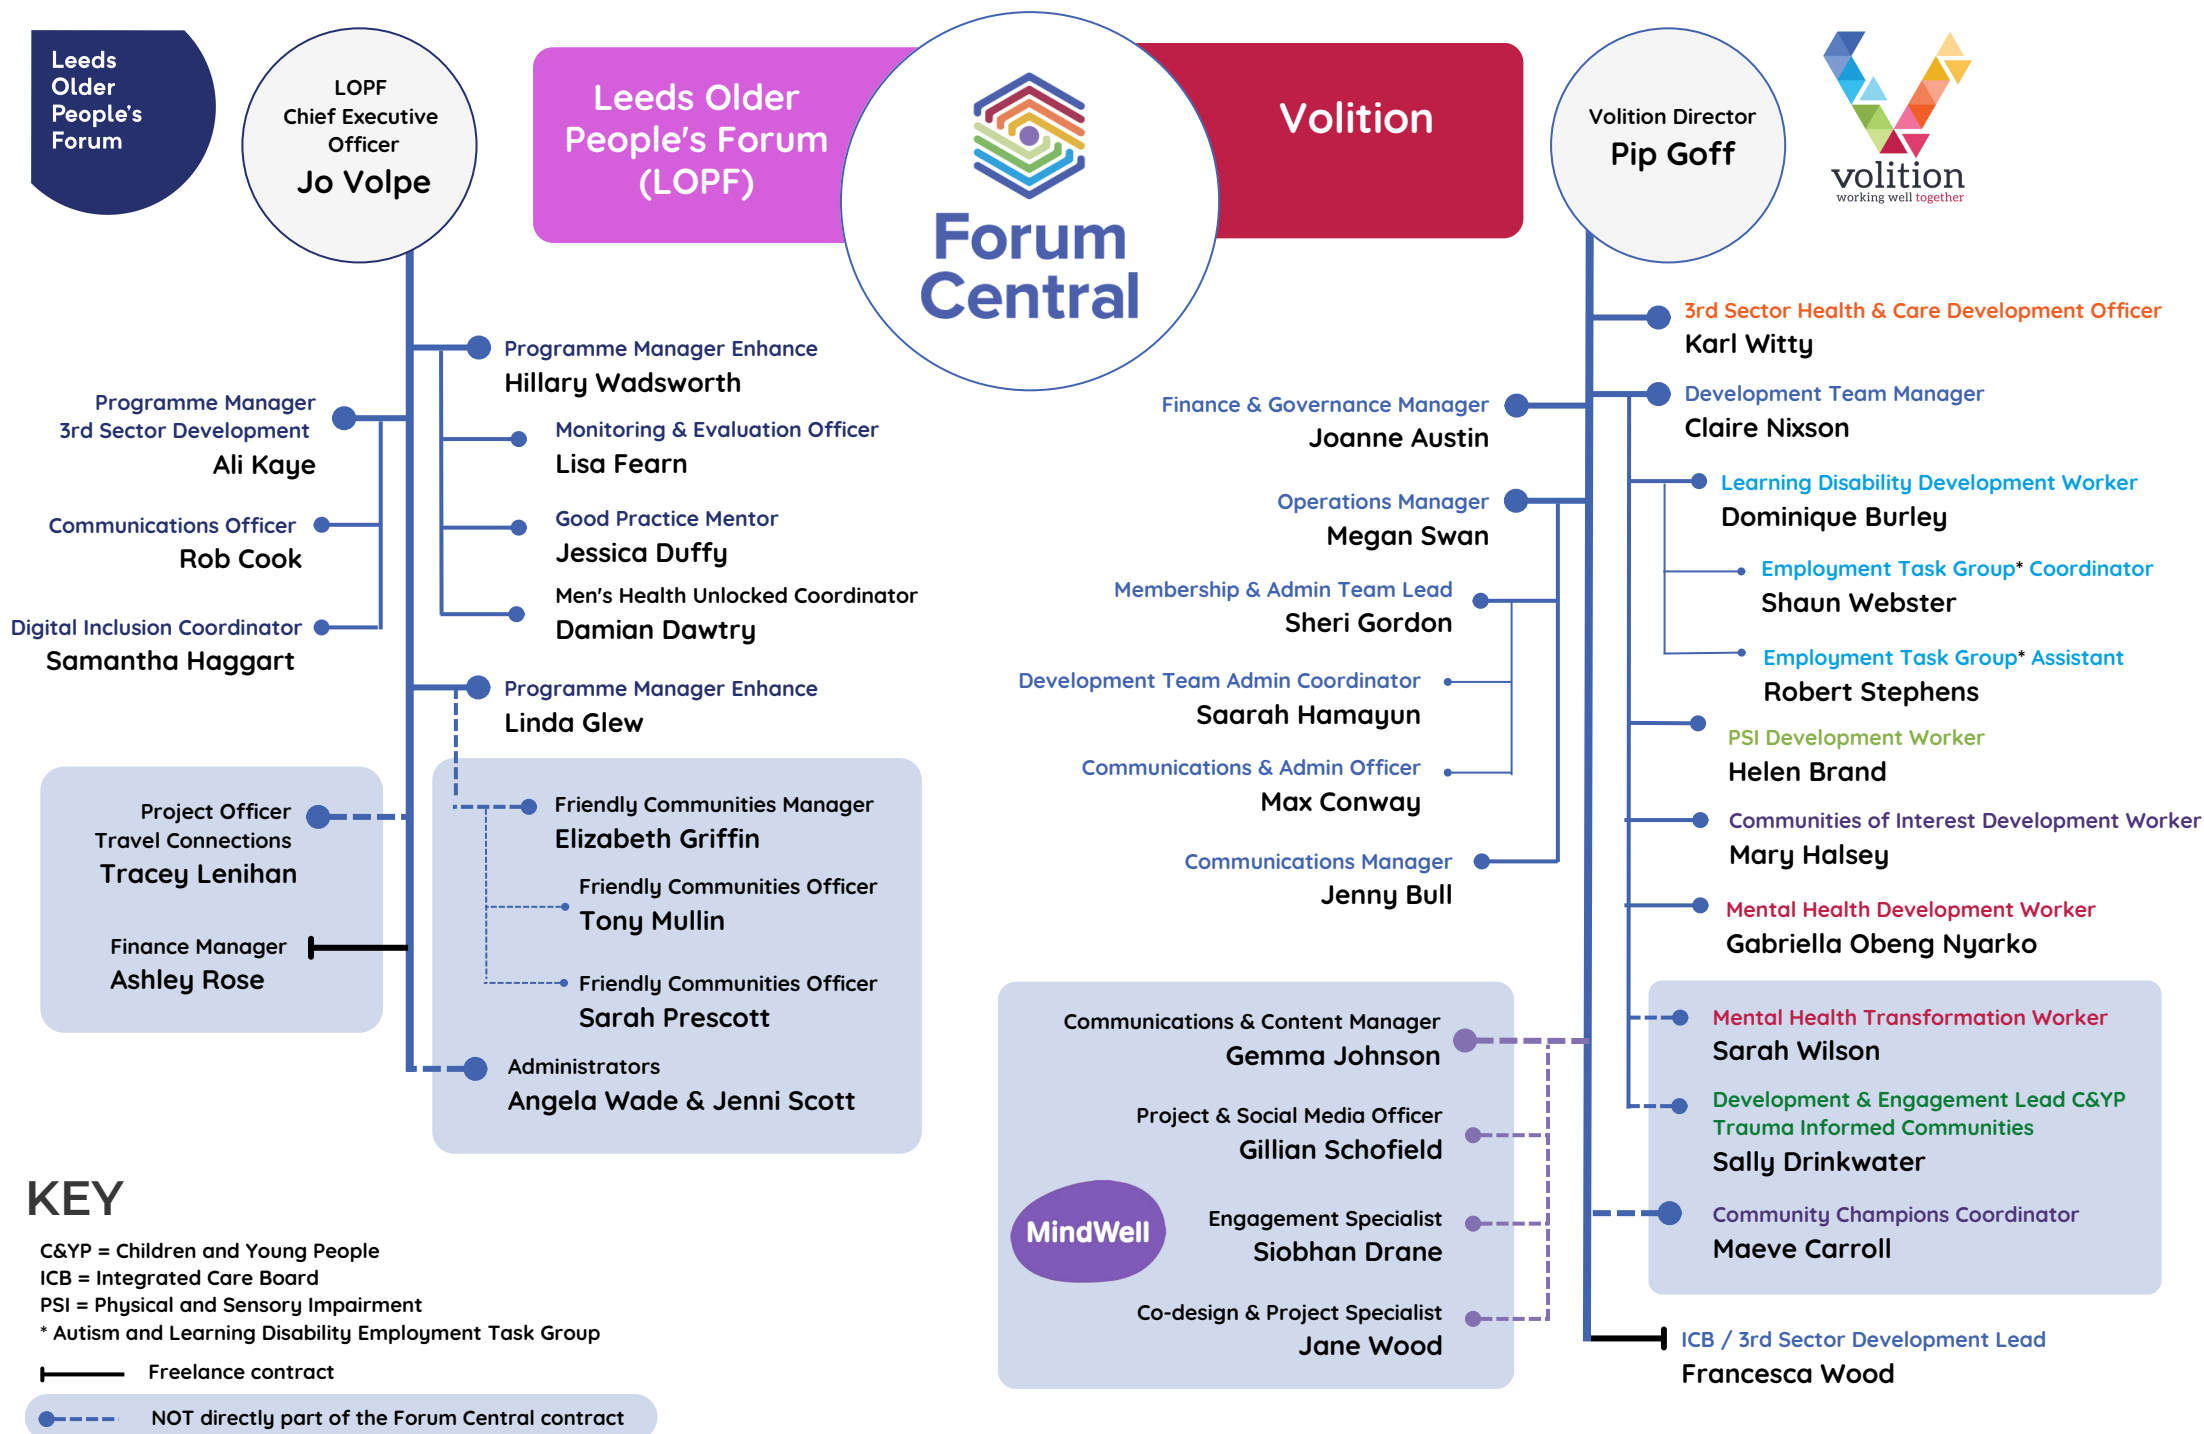 Leeds
Older
People's
Forum
LOPF
Chief Executive
Officer
Jo Volpe
Leeds Older
People's Forum
(LOPF)
Forum
Central
Volition
Volition Director
Pip Goff
volition
working well together
Programme Manager Enhance
Hillary Wadsworth
Programme Manager
3rd Sector Development
Ali Kaye
Monitoring & Evaluation Officer
Lisa Fearn
Communications Officer
Rob Cook
Good Practice Mentor
Jessica Duffy
Men's Health Unlocked Coordinator
Damian Dawtry
Digital Inclusion Coordinator
Samantha Haggart
Programme Manager Enhance
Linda Glew
Project Officer
Travel Connections
Tracey Lenihan
Finance Manager
Ashley Rose
Friendly Communities Manager
Elizabeth Griffin
Friendly Communities Officer
Tony Mullin
Friendly Communities Officer
Sarah Prescott
Administrators
Angela Wade & Jenni Scott
3rd Sector Health & Care Development Officer
Karl Witty
Finance & Governance Manager
Joanne Austin
Development Team Manager
Claire Nixson
Operations Manager
Megan Swan
Learning Disability Development Worker
Dominique Burley
Membership & Admin Team Lead
Sheri Gordon
Employment Task Group* Coordinator
Shaun Webster
Development Team Admin Coordinator
Saarah Hamayun
Employment Task Group* Assistant
Robert Stephens
Communications & Admin Officer
Max Conway
PSI Development Worker
Helen Brand
Communications Manager
Jenny Bull
Communities of Interest Development Worker
Mary Halsey
Mental Health Development Worker
Gabriella Obeng Nyarko
Communications & Content Manager
Gemma Johnson
Project & Social Media Officer
Gillian Schofield
MindWell
Engagement Specialist
Siobhan Drane
Co-design & Project Specialist
Jane Wood
Mental Health Transformation Worker
Sarah Wilson
Development & Engagement Lead C&YP
Trauma Informed Communities
Sally Drinkwater
Community Champions Coordinator
Maeve Carroll
ICB / 3rd Sector Development Lead
Francesca Wood
KEY
C&YP = Children and Young People
ICB = Integrated Care Board
PSI = Physical and Sensory Impairment
* Autism and Learning Disability Employment Task Group
Freelance contract
NOT directly part of the Forum Central contract